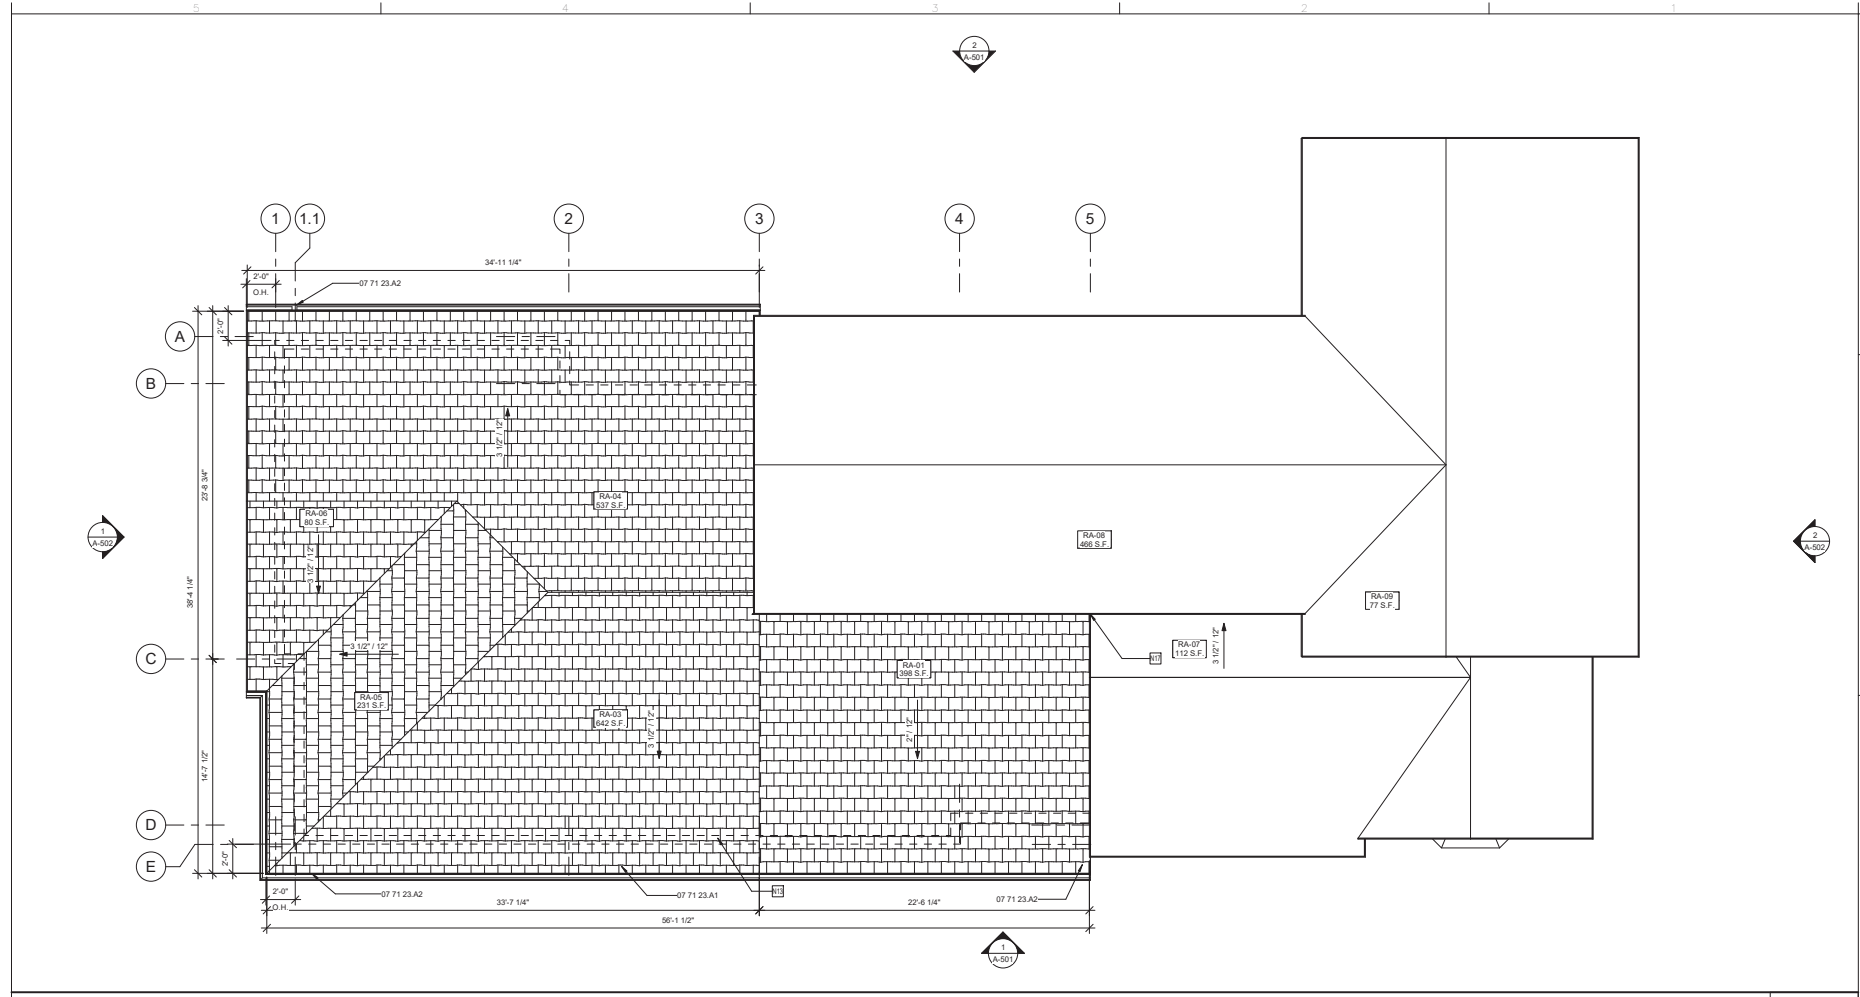 5 4 3 2 1
2
A-501
1 1.1 2 3 4 5
34'-11 1/4"
2'-0"
O.H.
07 71 23.A2
A
2'-0"
B
3 1/2" / 12"
23'-8 3/4"
RA-04
537 S.F.
RA-06
80 S.F.
3 1/2" / 12"
1
A-502
RA-08
466 S.F.
2
A-502
38'-4 1/4"
RA-09
77 S.F.
C
3 1/2" / 12"
RA-07
112 S.F.
3 1/2" / 12"
N17
RA-01
398 S.F.
2" / 12"
RA-05
231 S.F.
RA-03
642 S.F.
3 1/2" / 12"
14'-7 1/2"
D
E
2'-0"
2'-0"
O.H.
07 71 23.A2
07 71 23.A1
N13
07 71 23.A2
33'-7 1/4"
22'-6 1/4"
56'-1 1/2"
1
A-501